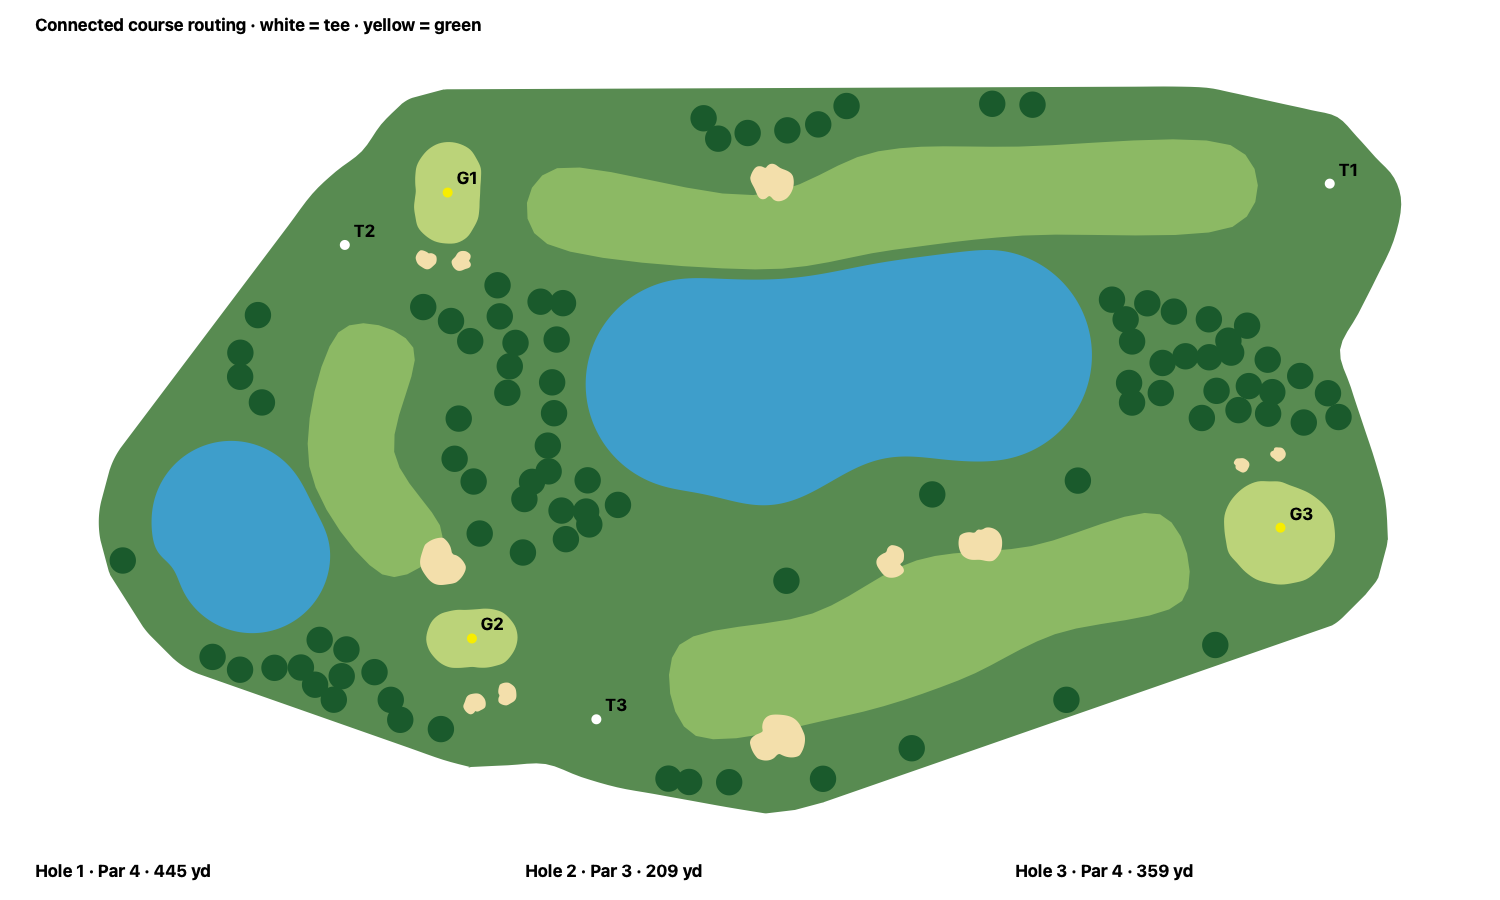 Connected course routing · white = tee · yellow = green
T1
G1
T2
G3
G2
T3
Hole 1 · Par 4 · 445 yd
Hole 2 · Par 3 · 209 yd
Hole 3 · Par 4 · 359 yd